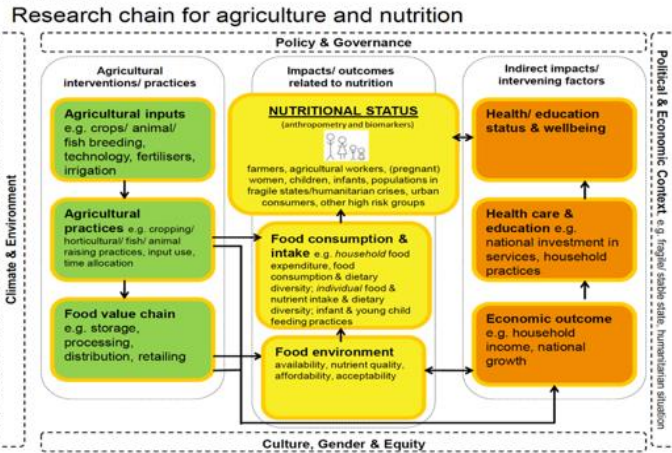 Research chain for agriculture and nutrition
Policy & Governance
Climate & Environment
Agricultural
interventions/ practices
Agricultural inputs
e.g. crops/ animal/
fish breeding,
technology, fertilisers,
irrigation
Agricultural
practices e.g. cropping/
horticultural/ fish/ animal
raising practices, input use,
time allocation
Food value chain
e.g. storage,
processing,
distribution, retailing
Impacts/ outcomes
related to nutrition
NUTRITIONAL STATUS
(anthropometry and biomarkers)
farmers, agricultural workers, (pregnant)
women, children, infants, populations in
fragile states/humanitarian crises, urban
consumers, other high risk groups
Food consumption &
intake e.g. household food
expenditure, food
consumption & dietary
diversity; individual food &
nutrient intake & dietary
diversity; infant & young child
feeding practices
Food environment
availability, nutrient quality,
affordability, acceptability
Indirect impacts/
intervening factors
Health/ education
status & wellbeing
Health care &
education e.g.
national investment in
services, household
practices
Economic outcome
e.g. household
income, national
growth
Political & Economic Context e.g. fragile/ stable state, humanitarian situation
Culture, Gender & Equity